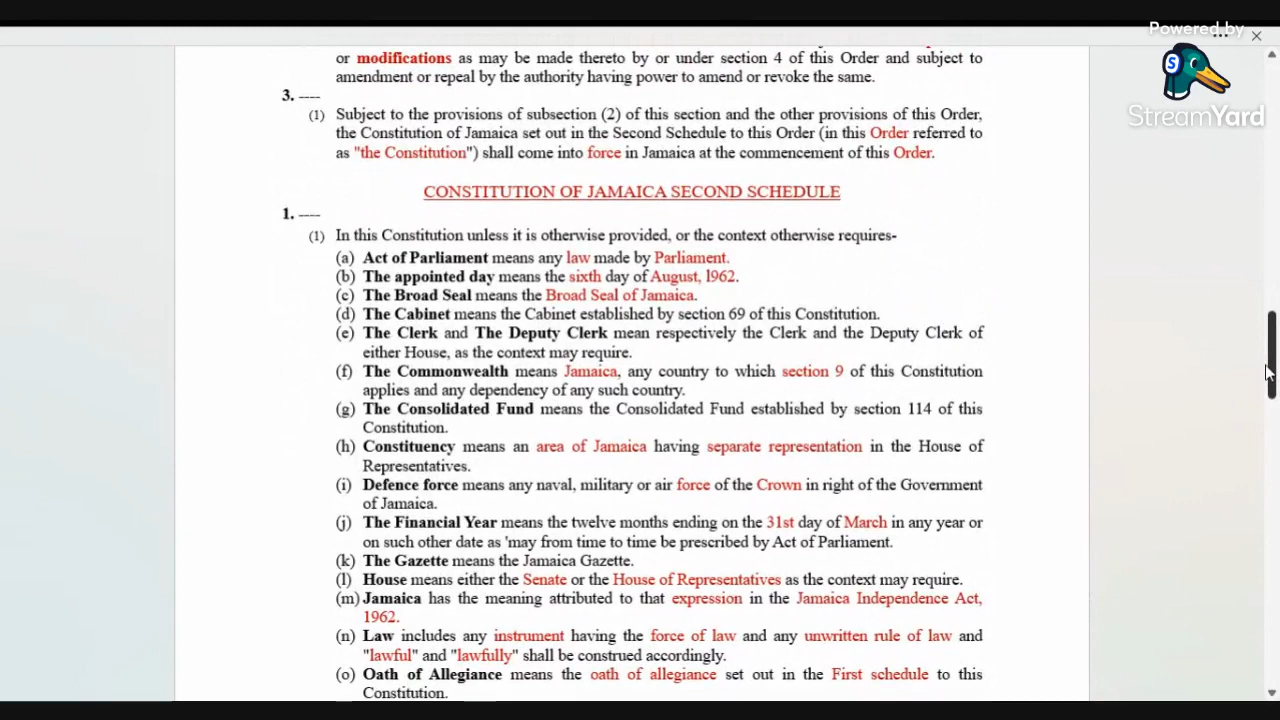 Powered by
StreamYard
or modifications as may be made thereto by or under section 4 of this Order and subject to
amendment or repeal by the authority having power to amend or revoke the same.
3. ----
(1) Subject to the provisions of subsection (2) of this section and the other provisions of this Order,
the Constitution of Jamaica set out in the Second Schedule to this Order (in this Order referred to
as "the Constitution") shall come into force in Jamaica at the commencement of this Order.
CONSTITUTION OF JAMAICA SECOND SCHEDULE
1. ----
(1) In this Constitution unless it is otherwise provided, or the context otherwise requires-
(a) Act of Parliament means any law made by Parliament.
(b) The appointed day means the sixth day of August, 1962.
(c) The Broad Seal means the Broad Seal of Jamaica.
(d) The Cabinet means the Cabinet established by section 69 of this Constitution.
(e) The Clerk and The Deputy Clerk mean respectively the Clerk and the Deputy Clerk of
either House, as the context may require.
(f) The Commonwealth means Jamaica, any country to which section 9 of this Constitution
applies and any dependency of any such country.
(g) The Consolidated Fund means the Consolidated Fund established by section 114 of this
Constitution.
(h) Constituency means an area of Jamaica having separate representation in the House of
Representatives.
(i) Defence force means any naval, military or air force of the Crown in right of the Government
of Jamaica.
(j) The Financial Year means the twelve months ending on the 31st day of March in any year or
on such other date as 'may from time to time be prescribed by Act of Parliament.
(k) The Gazette means the Jamaica Gazette.
(l) House means either the Senate or the House of Representatives as the context may require.
(m) Jamaica has the meaning attributed to that expression in the Jamaica Independence Act,
1962.
(n) Law includes any instrument having the force of law and any unwritten rule of law and
"lawful" and "lawfully" shall be construed accordingly.
(o) Oath of Allegiance means the oath of allegiance set out in the First schedule to this
Constitution.